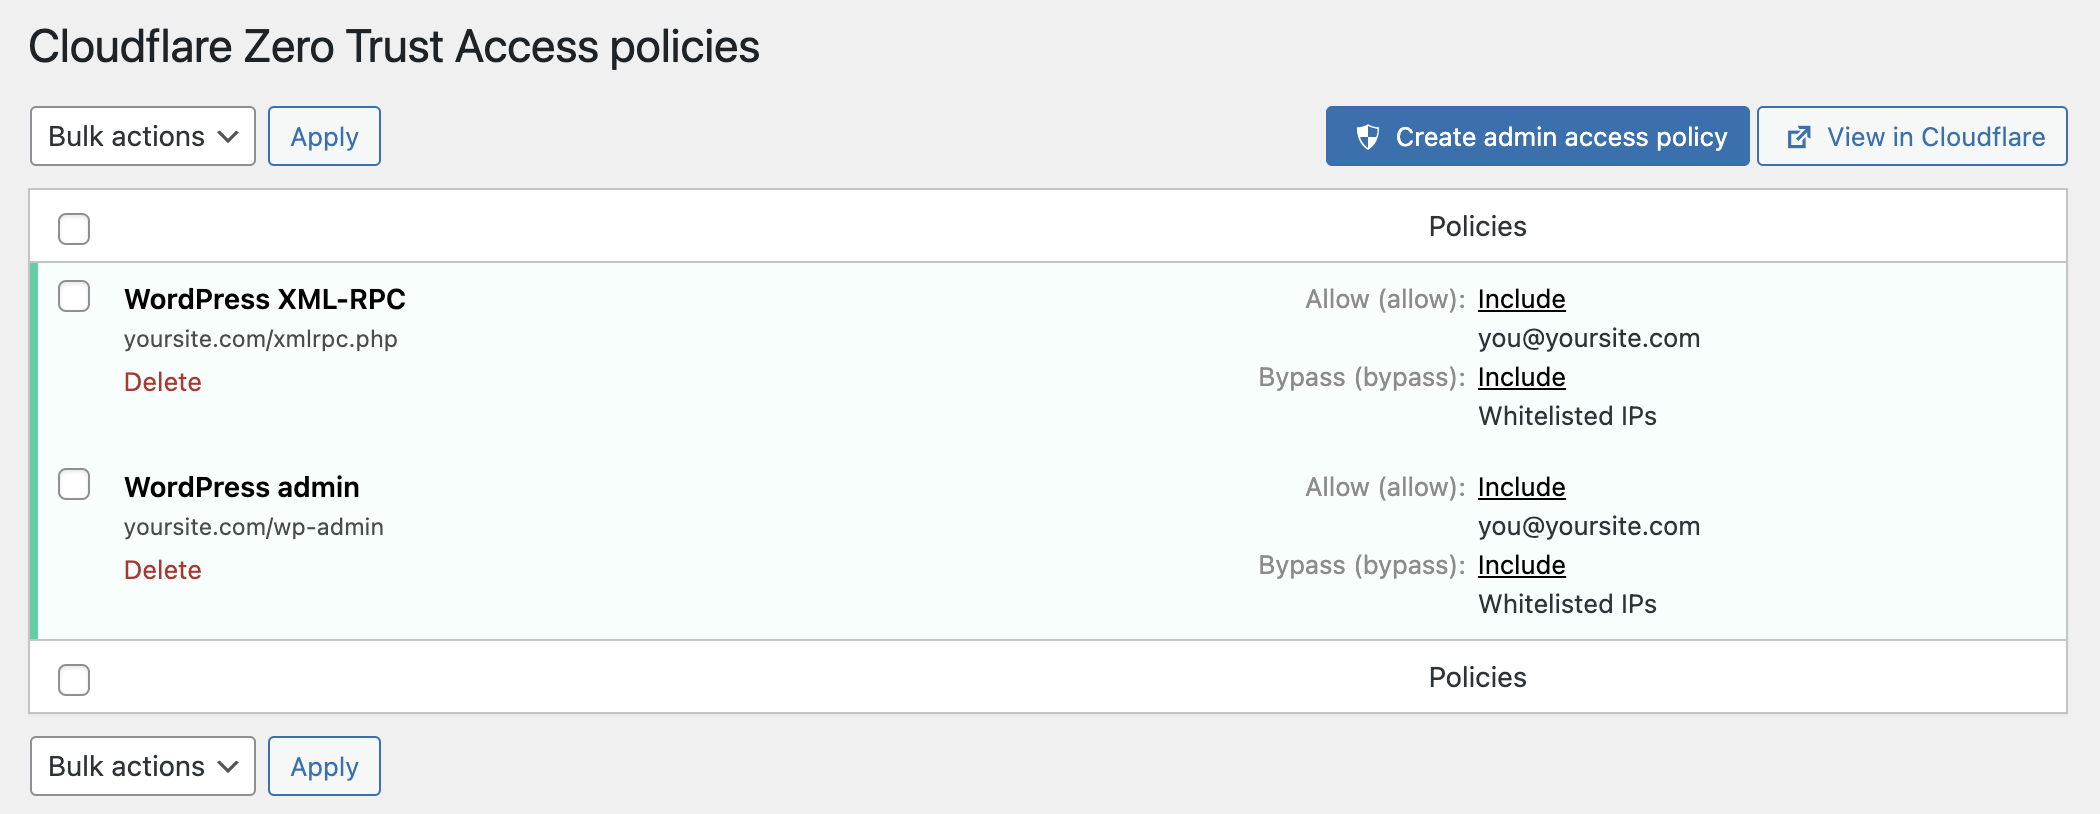 Cloudflare Zero Trust Access policies
Bulk actions Apply Create admin access policy View in Cloudflare
Policies
WordPress XML-RPC Allow (allow): Include
yoursite.com/xmlrpc.php you@yoursite.com
Delete Bypass (bypass): Include
Whitelisted IPs
WordPress admin Allow (allow): Include
yoursite.com/wp-admin you@yoursite.com
Delete Bypass (bypass): Include
Whitelisted IPs
Policies
Bulk actions Apply